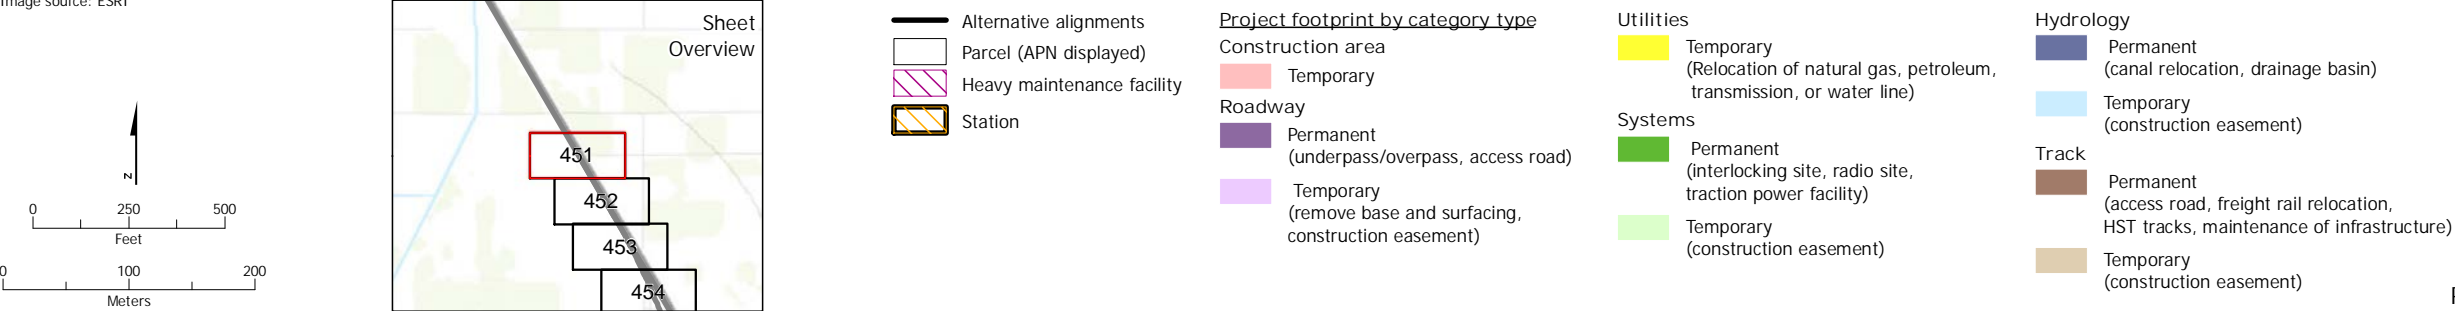 Image source: ESRI
N
0 250 500
Feet
0 100 200
Meters
Sheet
Overview
451
452
453
454
Alternative alignments
Parcel (APN displayed)
Heavy maintenance facility
Station
Project footprint by category type
Construction area
Temporary
Roadway
Permanent
(underpass/overpass, access road)
Temporary
(remove base and surfacing,
construction easement)
Utilities
Temporary
(Relocation of natural gas, petroleum,
transmission, or water line)
Systems
Permanent
(interlocking site, radio site,
traction power facility)
Temporary
(construction easement)
Hydrology
Permanent
(canal relocation, drainage basin)
Temporary
(construction easement)
Track
Permanent
(access road, freight rail relocation,
HST tracks, maintenance of infrastructure)
Temporary
(construction easement)